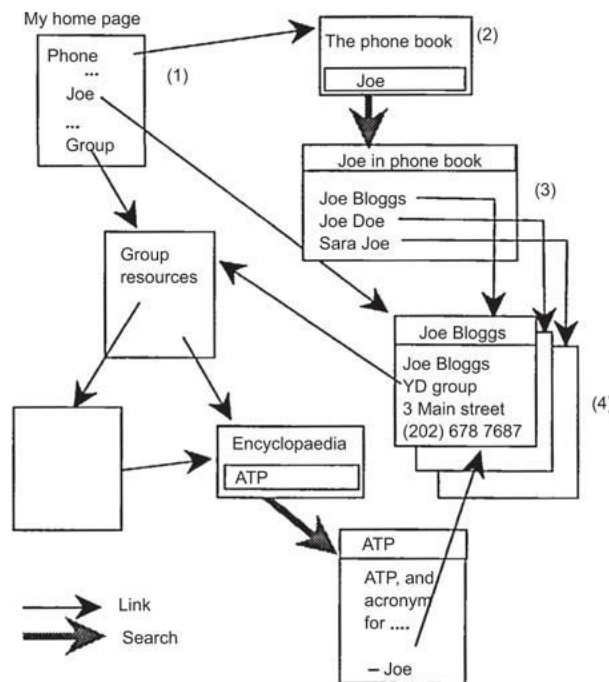 My home page
Phone
...
Joe
...
Group
(1)
The phone book
Joe
(2)
Joe in phone book
Joe Bloggs
Joe Doe
Sara Joe
(3)
Group
resources
Joe Bloggs
Joe Bloggs
YD group
3 Main street
(202) 678 7687
(4)
Encyclopaedia
ATP
ATP
ATP, and
acronym
for ....
– Joe
Link
Search